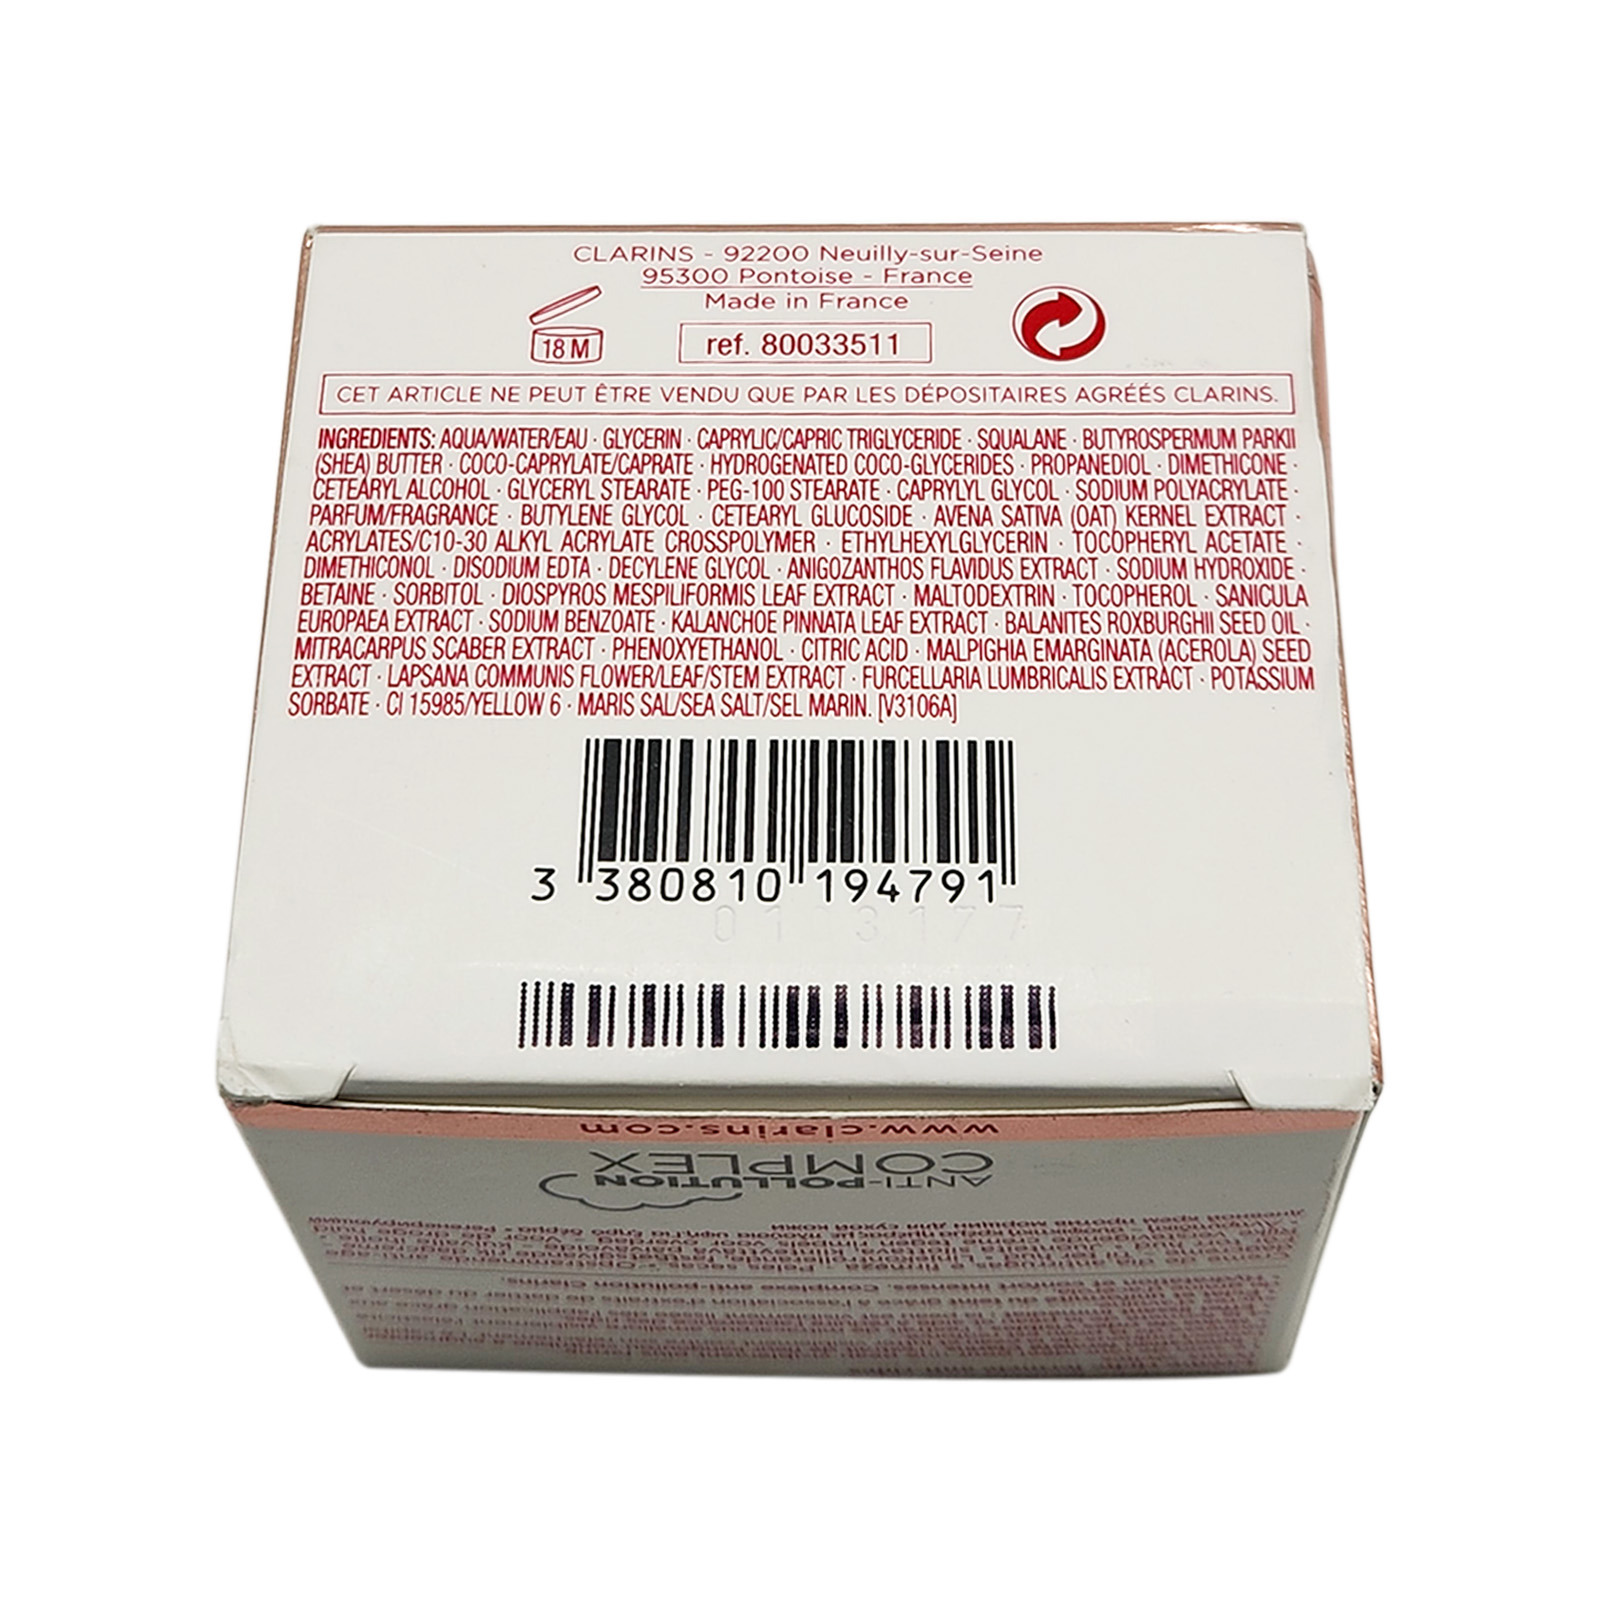 CLARINS - 92200 Neuilly-sur-Seine
95300 Pontoise - France
Made in France
18 M
ref. 80033511
CET ARTICLE NE PEUT ÊTRE VENDU QUE PAR LES DÉPOSITAIRES AGRÉÉS CLARINS.
INGREDIENTS: AQUA/WATER/EAU · GLYCERIN · CAPRYLIC/CAPRIC TRIGLYCERIDE · SQUALANE · BUTYROSPERMUM PARKII
(SHEA) BUTTER · COCO-CAPRYLATE/CAPRATE · HYDROGENATED COCO-GLYCERIDES · PROPANEDIOL · DIMETHICONE ·
CETEARYL ALCOHOL · GLYCERYL STEARATE · PEG-100 STEARATE · CAPRYLYL GLYCOL · SODIUM POLYACRYLATE ·
PARFUM/FRAGRANCE · BUTYLENE GLYCOL · CETEARYL GLUCOSIDE · AVENA SATIVA (OAT) KERNEL EXTRACT ·
ACRYLATES/C10-30 ALKYL ACRYLATE CROSSPOLYMER · ETHYLHEXYLGLYCERIN · TOCOPHERYL ACETATE ·
DIMETHICONOL · DISODIUM EDTA · DECYLENE GLYCOL · ANIGOZANTHOS FLAVIDUS EXTRACT · SODIUM HYDROXIDE ·
BETAINE · SORBITOL · DIOSPYROS MESPILIFORMIS LEAF EXTRACT · MALTODEXTRIN · TOCOPHEROL · SANICULA
EUROPAEA EXTRACT · SODIUM BENZOATE · KALANCHOE PINNATA LEAF EXTRACT · BALANITES ROXBURGHII SEED OIL ·
MITRACARPUS SCABER EXTRACT · PHENOXYETHANOL · CITRIC ACID · MALPIGHIA EMARGINATA (ACEROLA) SEED
EXTRACT · LAPSANA COMMUNIS FLOWER/LEAF/STEM EXTRACT · FURCELLARIA LUMBRICALIS EXTRACT · POTASSIUM
SORBATE · CI 15985/YELLOW 6 · MARIS SAL/SEA SALT/SEL MARIN. [V3106A]
3 380810 194791
01 3177
www.clarins.com
ANTI-POLLUTION
COMPLEX